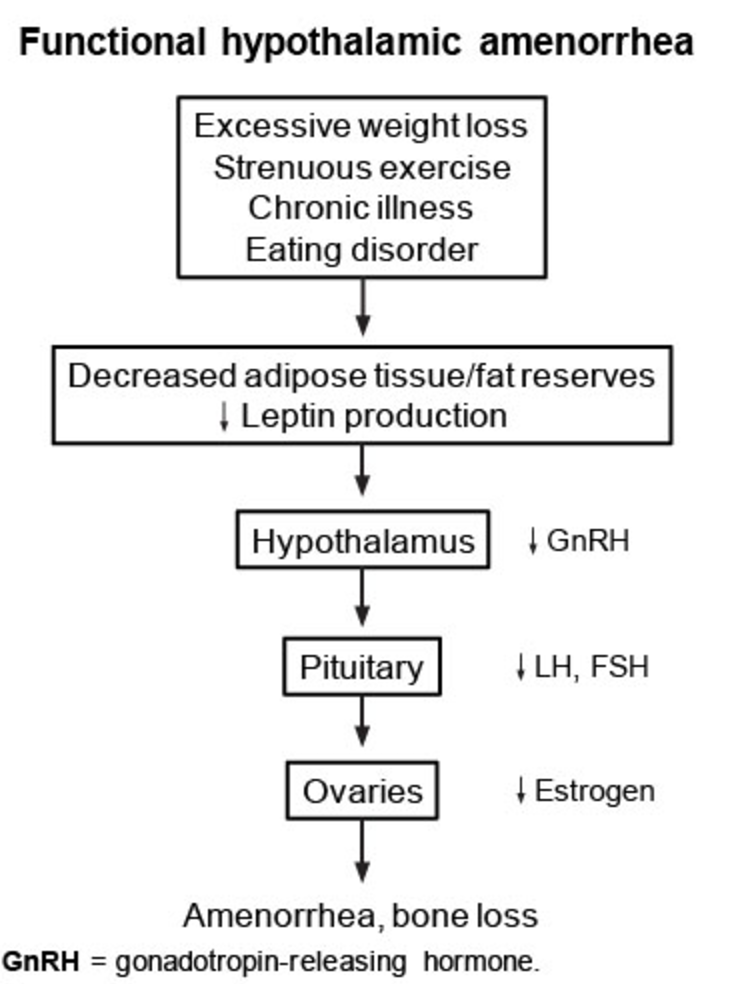 Functional hypothalamic amenorrhea
Excessive weight loss
Strenuous exercise
Chronic illness
Eating disorder
Decreased adipose tissue/fat reserves
↓ Leptin production
Hypothalamus ↓ GnRH
Pituitary ↓ LH, FSH
Ovaries ↓ Estrogen
Amenorrhea, bone loss
GnRH = gonadotropin-releasing hormone.